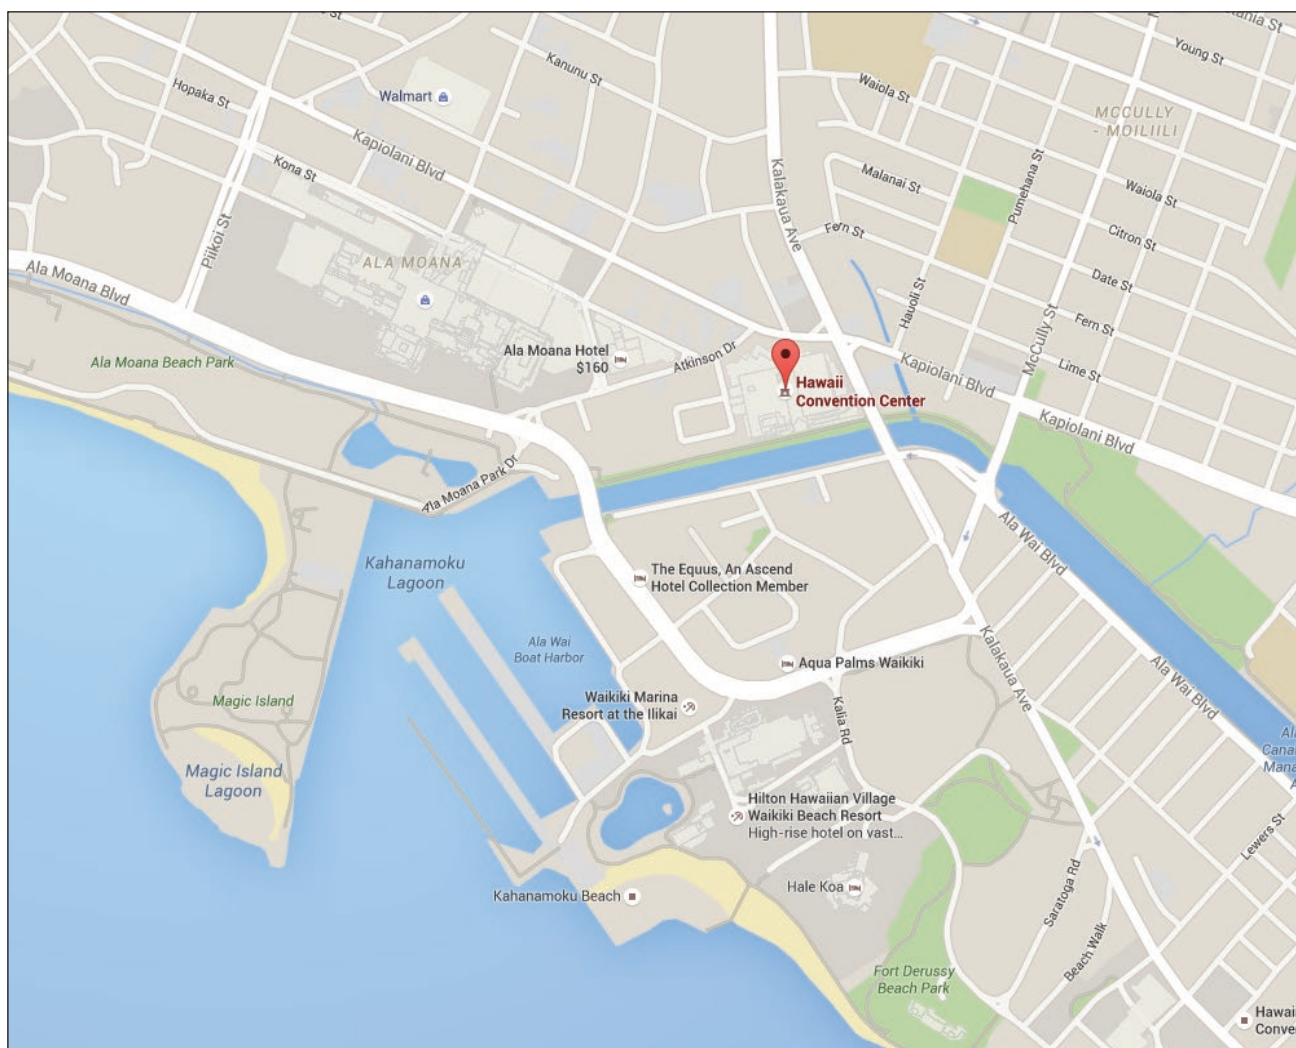 Young St
Kanunu St
Waiola St
Hopaka St
Walmart
MCCULLY
- MOILIILI
Kapiolani Blvd
Kona St
Kalakaua Ave
Malanai St
Pumehana St
Waiola St
Piikoi St
Fern St
Citron St
ALA MOANA
Ala Moana Blvd
Date St
Hauoli St
McCully St
Fern St
Ala Moana Beach Park
Ala Moana Hotel
$160
Atkinson Dr
Kapiolani Blvd
Lime St
Hawaii
Convention Center
Kapiolani Blvd
Ala Moana Park Dr
Ala Wai Blvd
Kahanamoku
Lagoon
The Equus, An Ascend
Hotel Collection Member
Ala Wai
Boat Harbor
Kalakaua Ave
Aqua Palms Waikiki
Ala Wai Blvd
Waikiki Marina
Resort at the Ilikai
Magic Island
Kalia Rd
Magic Island
Lagoon
Hilton Hawaiian Village
Waikiki Beach Resort
High-rise hotel on vast...
Lewers St
Hale Koa
Kahanamoku Beach
Saratoga Rd
Beach Walk
Fort Derussy
Beach Park
Hawaii